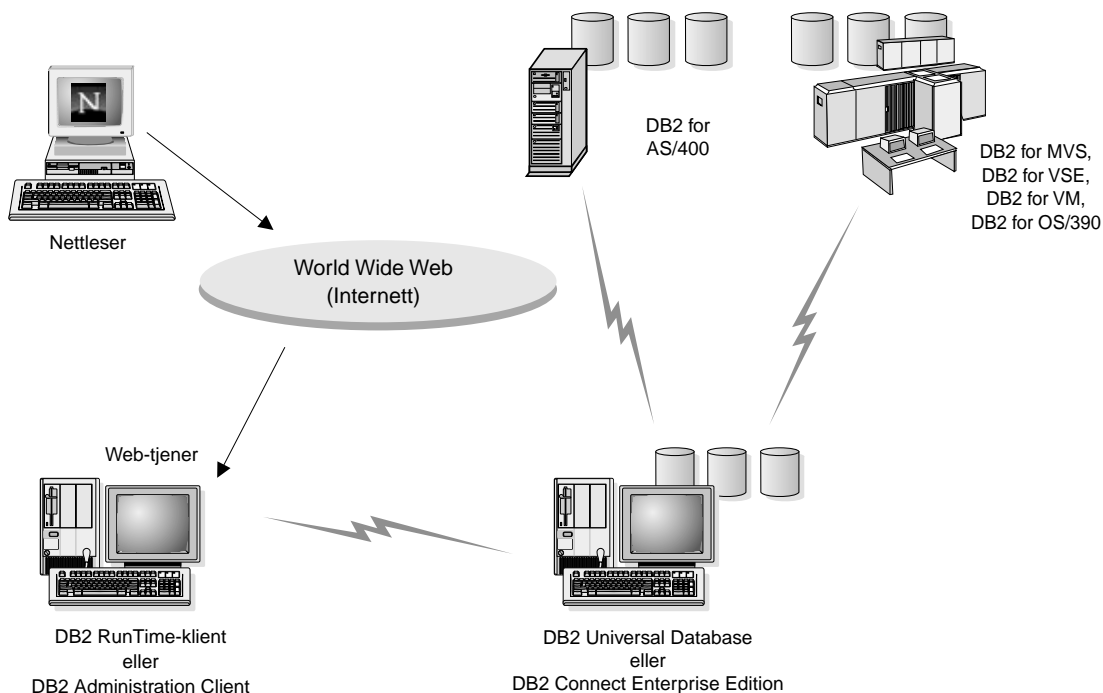 N
DB2 for
AS/400
DB2 for MVS,
DB2 for VSE,
DB2 for VM,
DB2 for OS/390
Nettleser
World Wide Web
(Internett)
Web-tjener
DB2 RunTime-klient
eller
DB2 Administration Client
DB2 Universal Database
eller
DB2 Connect Enterprise Edition